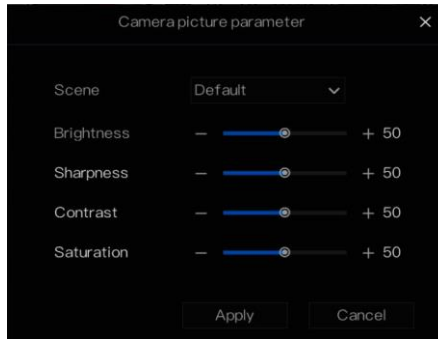 Camera picture parameter ×
Scene Default
Brightness − + 50
Sharpness − + 50
Contrast − + 50
Saturation − + 50
Apply Cancel